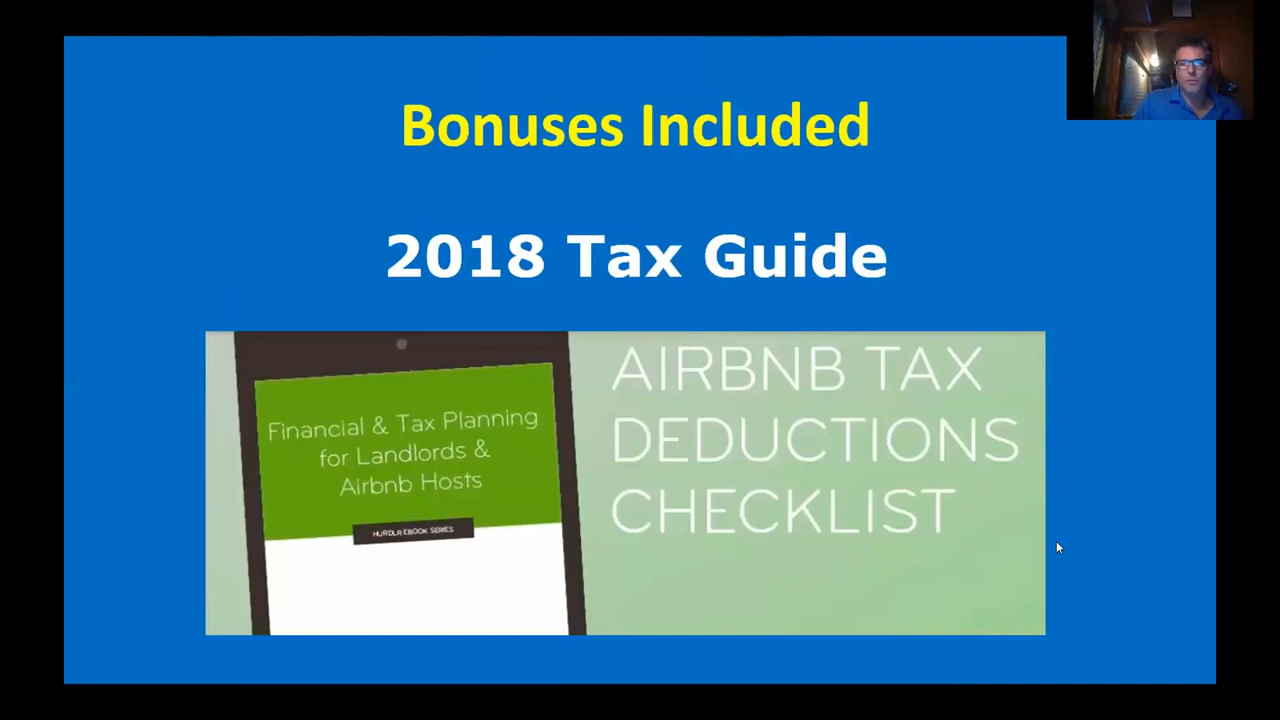 Bonuses Included
2018 Tax Guide
Financial & Tax Planning
for Landlords &
Airbnb Hosts
HURDLR EBOOK SERIES
AIRBNB TAX
DEDUCTIONS
CHECKLIST